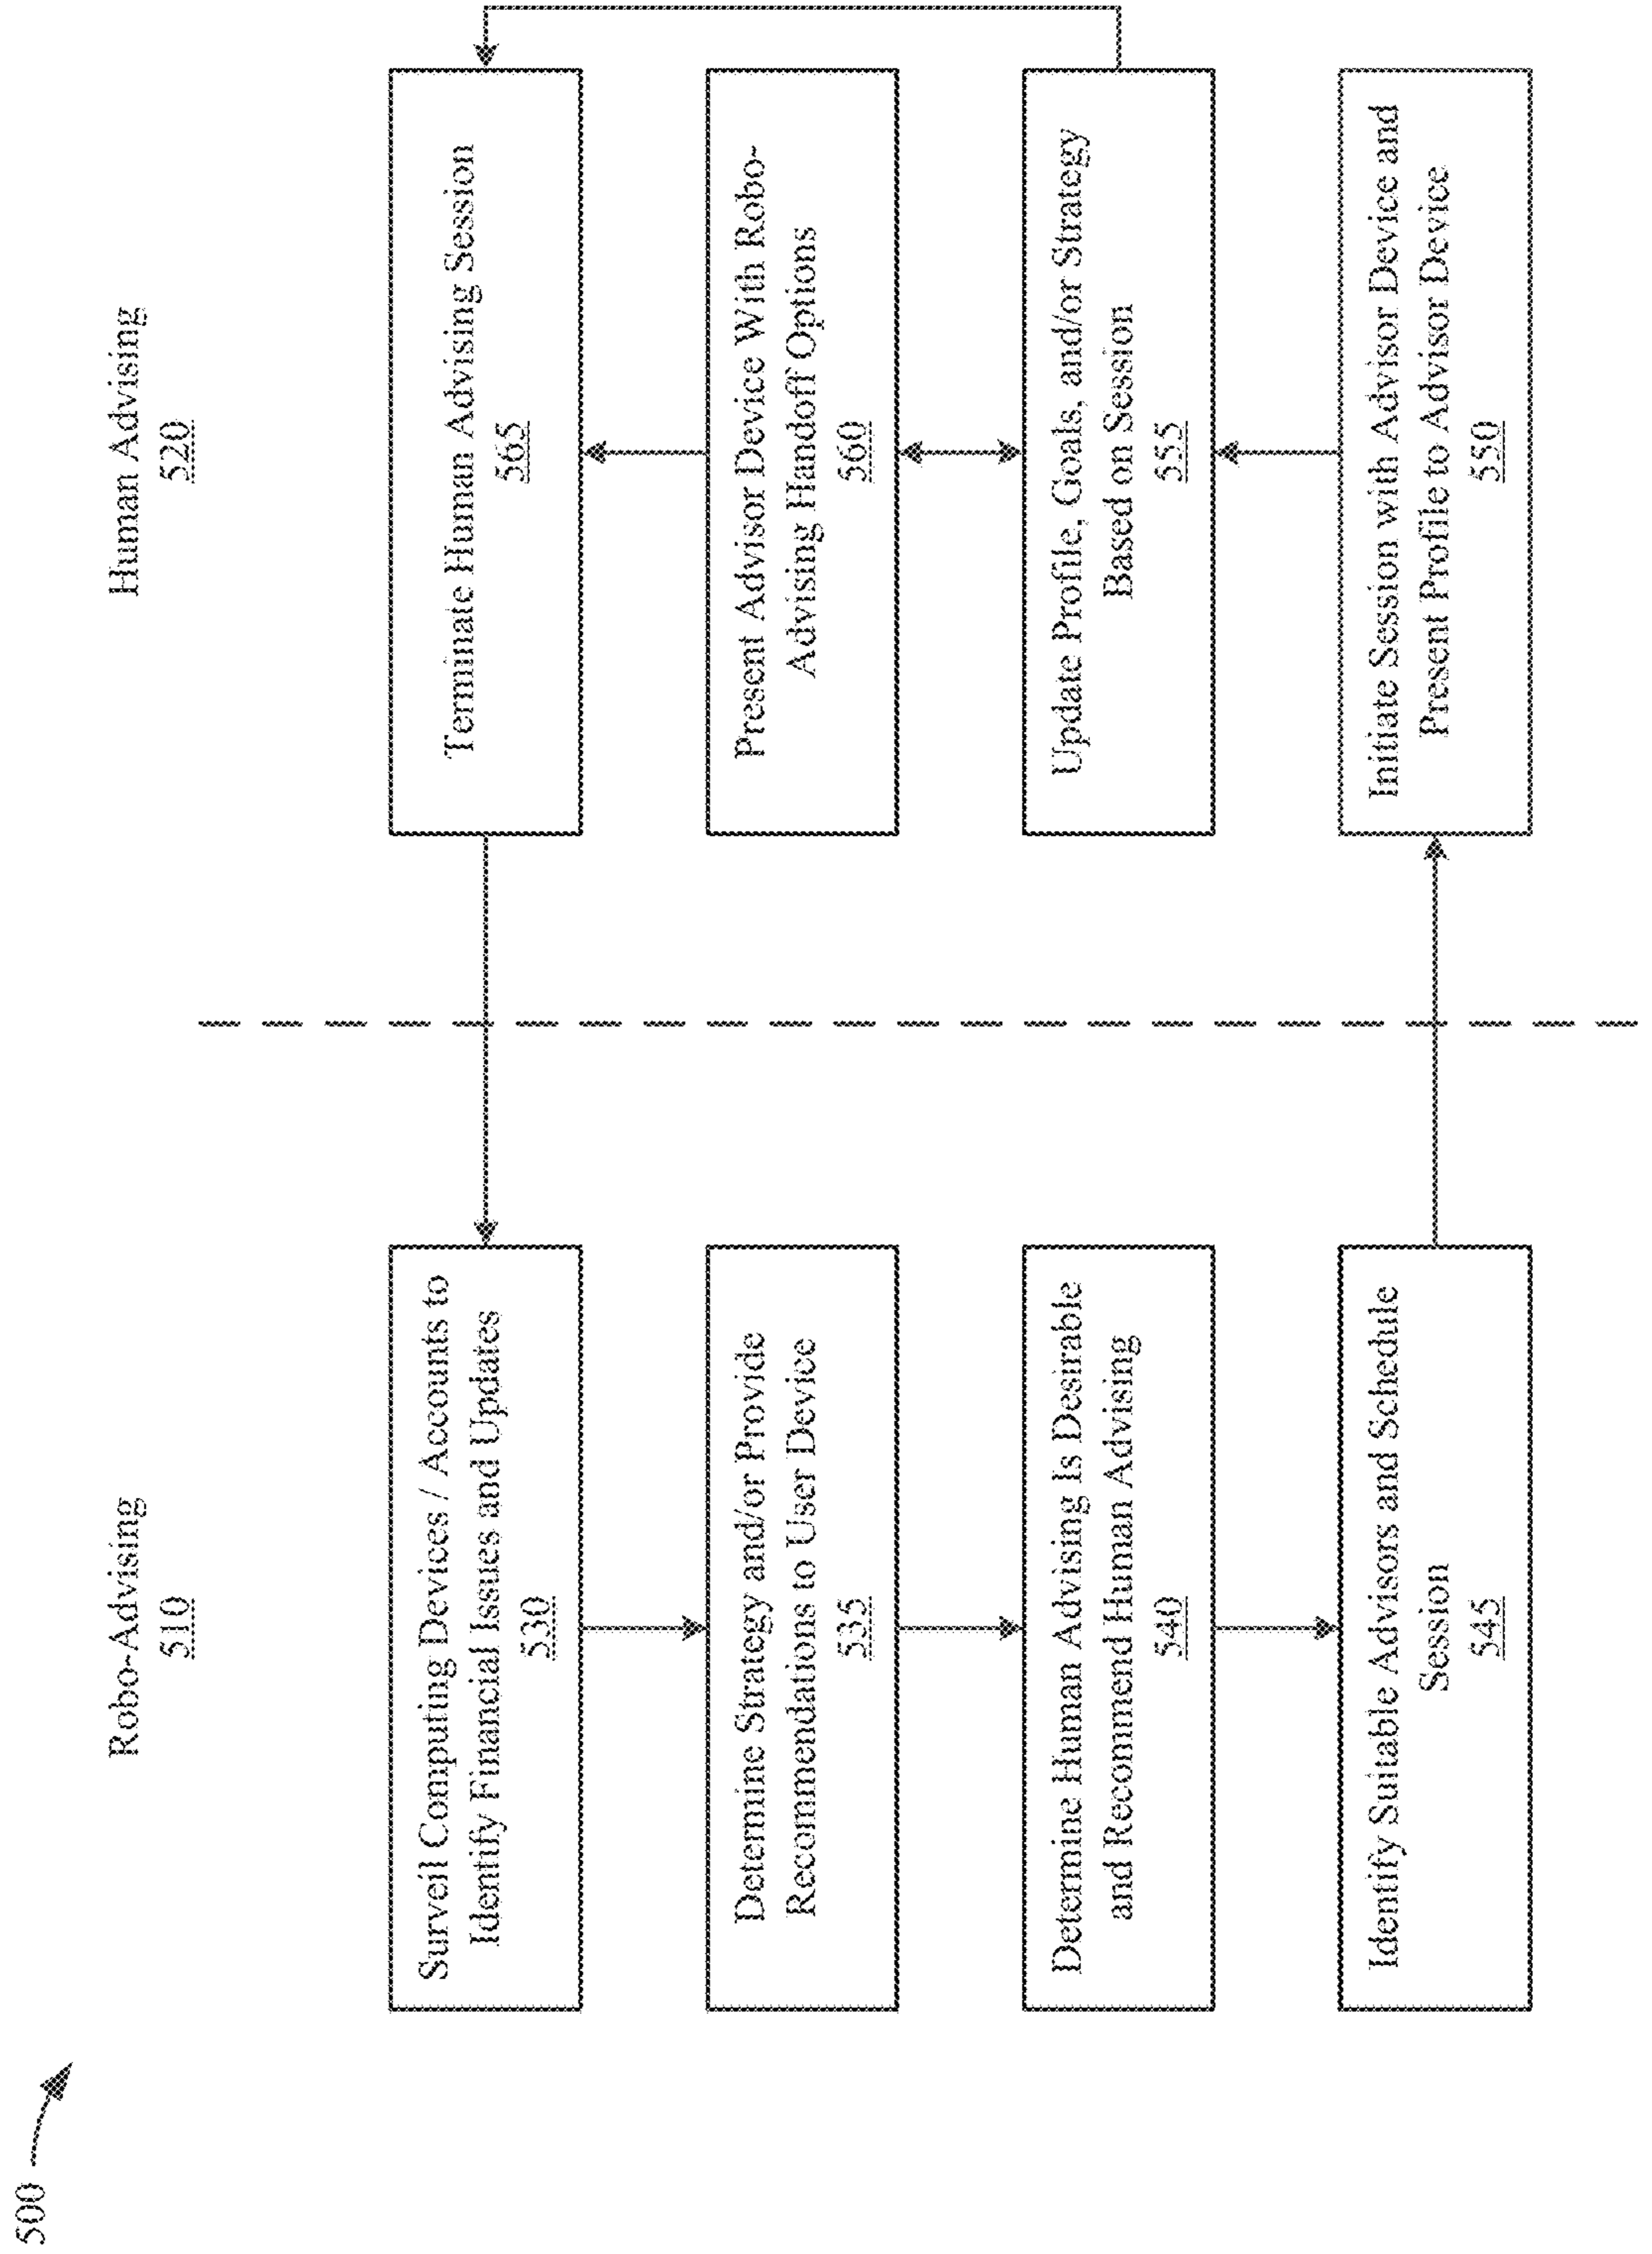 500
Robo-Advising
510
Human Advising
520
Surveil Computing Devices / Accounts to
Identify Financial Issues and Updates
530
Determine Strategy and/or Provide
Recommendations to User Device
535
Determine Human Advising Is Desirable
and Recommend Human Advising
540
Identify Suitable Advisors and Schedule
Session
545
Terminate Human Advising Session
565
Present Advisor Device With Robo-
Advising Handoff Options
560
Update Profile, Goals, and/or Strategy
Based on Session
555
Initiate Session with Advisor Device and
Present Profile to Advisor Device
550